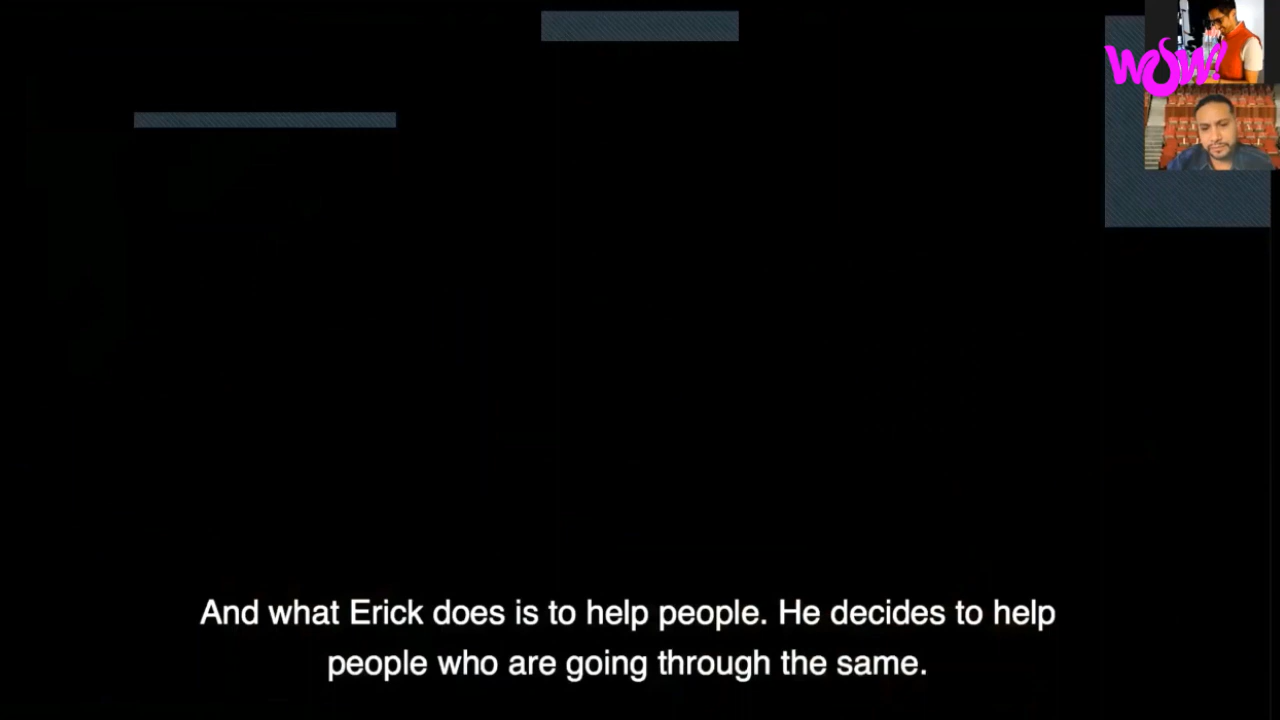 WOW!
And what Erick does is to help people. He decides to help
people who are going through the same.